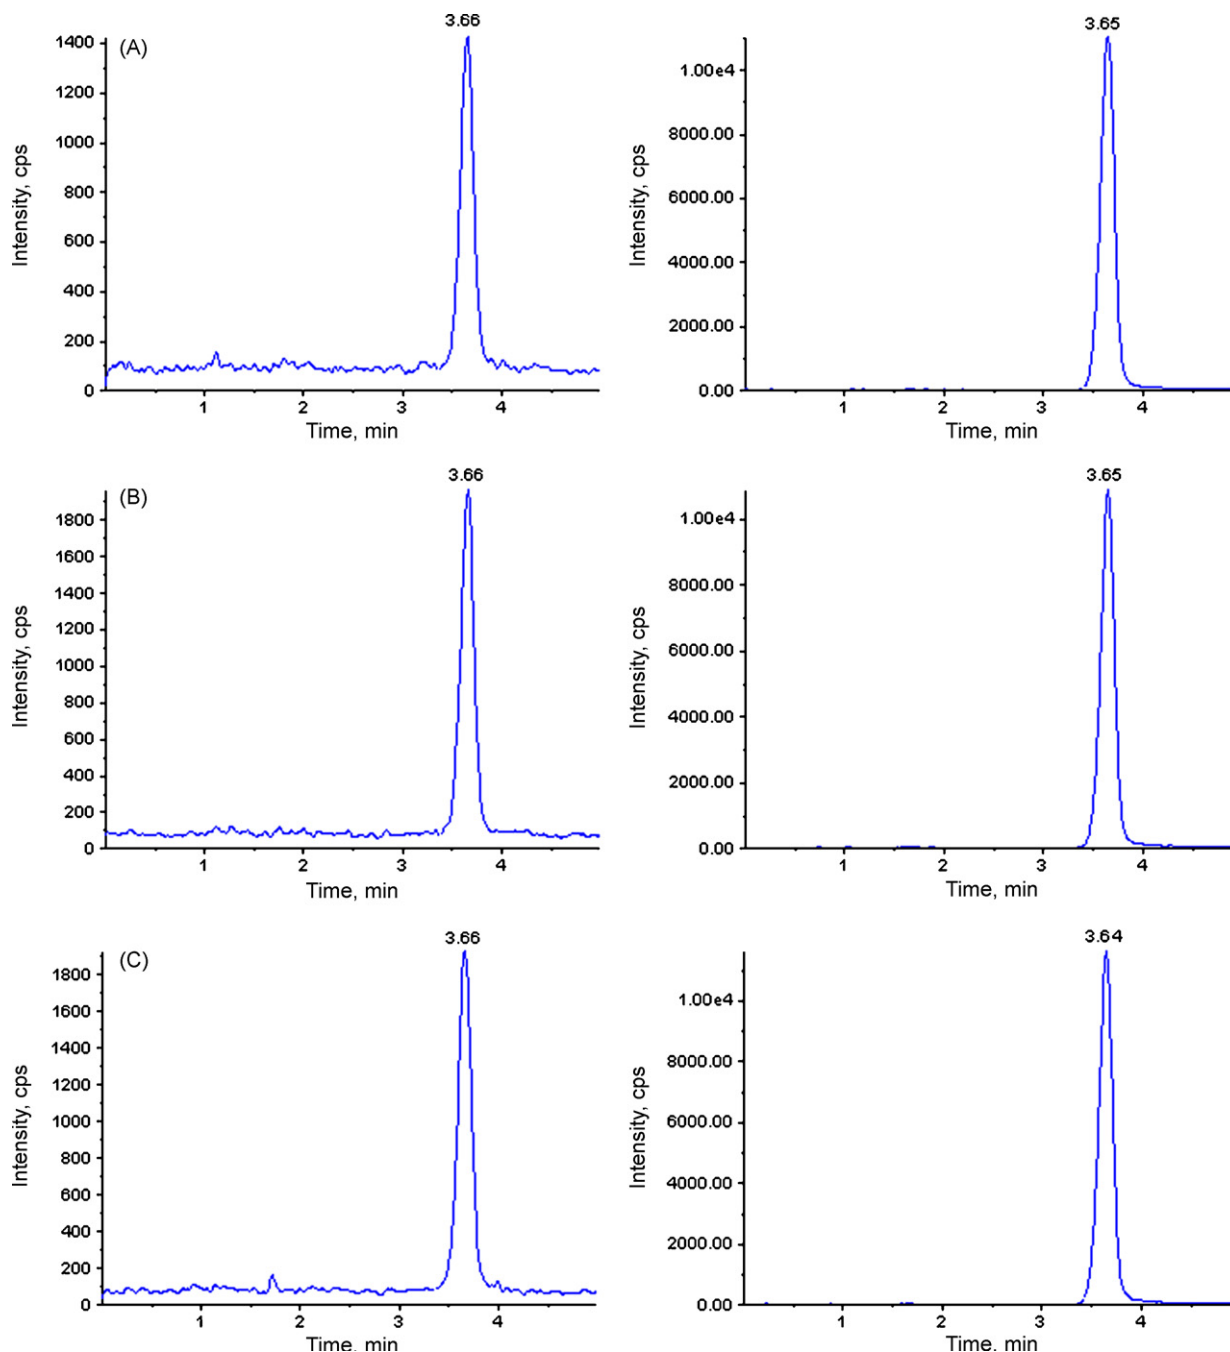 3.66
(A)
1400
1200
1000
800
600
400
200
0
Intensity, cps
1 2 3 4
Time, min
3.65
1.00e4
8000.00
6000.00
4000.00
2000.00
0.00
Intensity, cps
1 2 3 4
Time, min
3.66
(B)
1800
1600
1400
1200
1000
800
600
400
200
0
Intensity, cps
1 2 3 4
Time, min
3.65
1.00e4
8000.00
6000.00
4000.00
2000.00
0.00
Intensity, cps
1 2 3 4
Time, min
3.66
(C)
1800
1600
1400
1200
1000
800
600
400
200
0
Intensity, cps
1 2 3 4
Time, min
3.64
1.00e4
8000.00
6000.00
4000.00
2000.00
0.00
Intensity, cps
1 2 3 4
Time, min